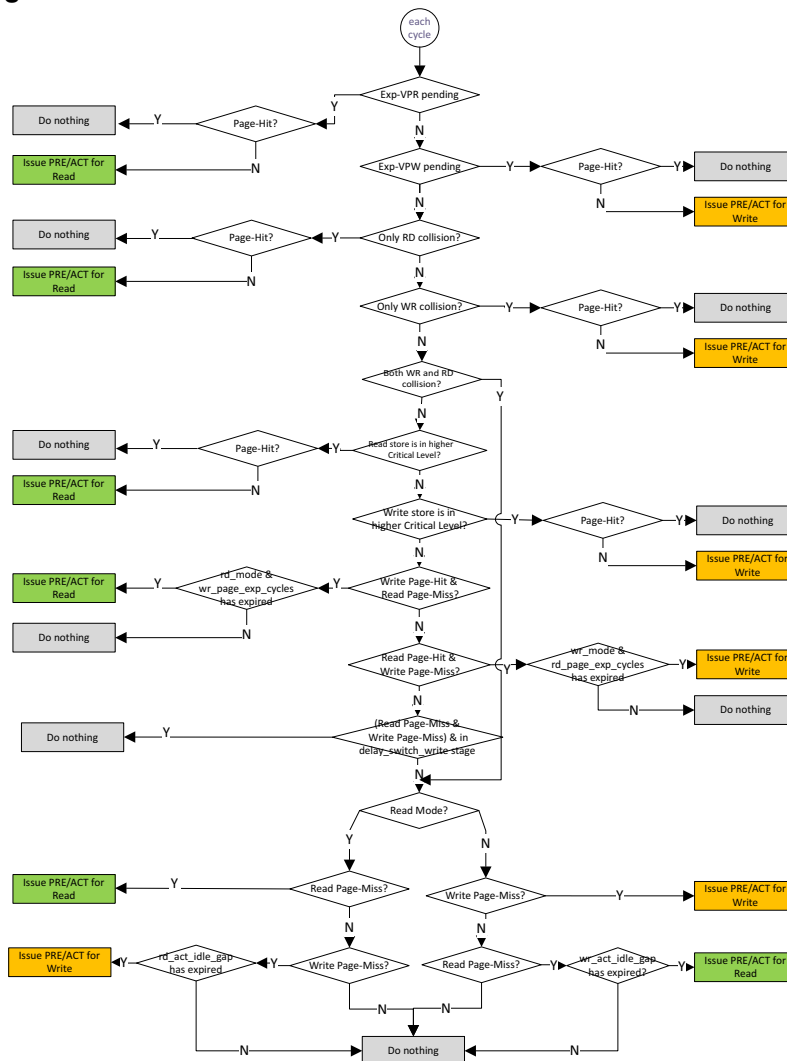 each
cycle
Exp-VPR pending
Y
Do nothing
Y
Page-Hit?
N
Issue PRE/ACT for
Read
N
Exp-VPW pending
Y
Page-Hit?
Y
Do nothing
N
Issue PRE/ACT for
Write
N
Only RD collision?
Y
Page-Hit?
Y
Do nothing
N
Issue PRE/ACT for
Read
N
Only WR collision?
Y
Page-Hit?
Y
Do nothing
N
Issue PRE/ACT for
Write
N
Both WR and RD
collision?
Y
N
Read store is in higher
Critical Level?
Y
Page-Hit?
Y
Do nothing
N
Issue PRE/ACT for
Read
N
Write store is in
higher Critical Level?
Y
Page-Hit?
Y
Do nothing
N
Issue PRE/ACT for
Write
N
Write Page-Hit &
Read Page-Miss?
Y
rd_mode &
wr_page_exp_cycles
has expired
Y
Issue PRE/ACT for
Read
N
Do nothing
N
Read Page-Hit &
Write Page-Miss?
Y
wr_mode &
rd_page_exp_cycles
has expired
Y
Issue PRE/ACT for
Write
N
Do nothing
N
(Read Page-Miss &
Write Page-Miss) & in
delay_switch_write stage
Y
Do nothing
N
Read Mode?
Y
N
Read Page-Miss?
Y
Issue PRE/ACT for
Read
Write Page-Miss?
Y
Issue PRE/ACT for
Write
N
N
Write Page-Miss?
Y
rd_act_idle_gap
has expired
Y
Issue PRE/ACT for
Write
Read Page-Miss?
Y
wr_act_idle_gap
has expired?
Y
Issue PRE/ACT for
Read
N
N
N
N
Do nothing